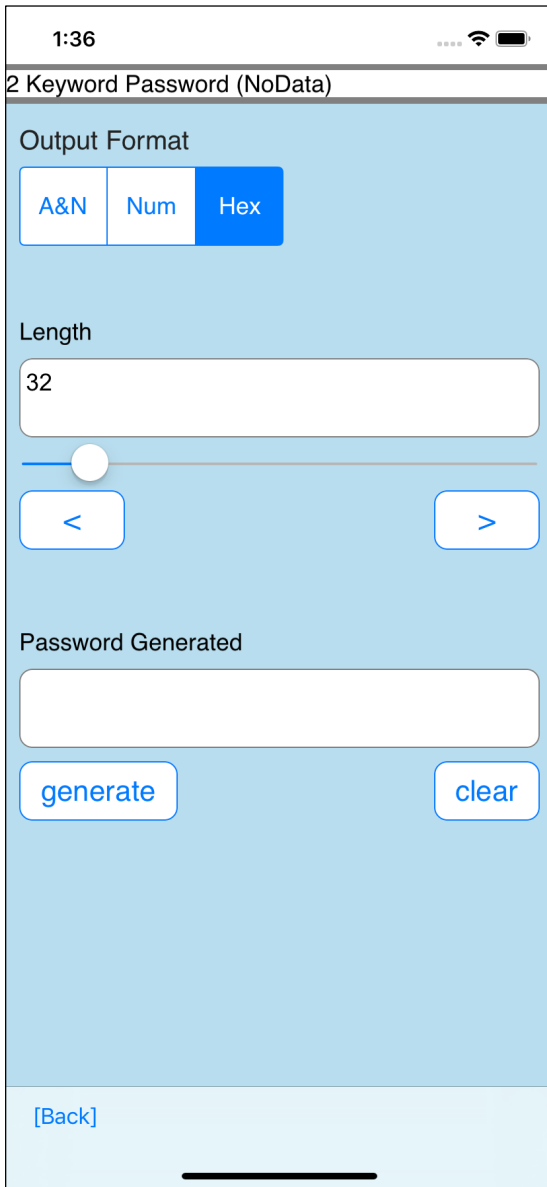 1:36
2 Keyword Password (NoData)
Output Format
A&N Num Hex
Length
32
< >
Password Generated
generate clear
[Back]